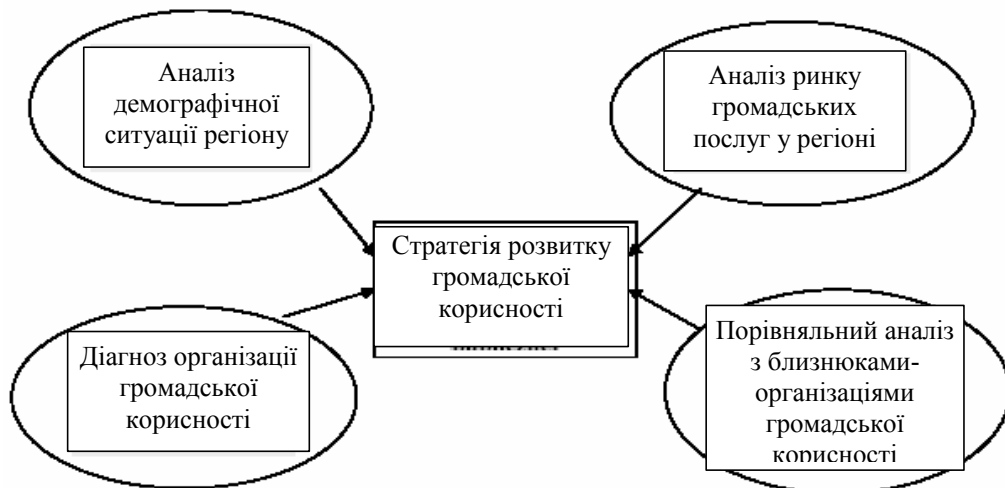 Аналіз
демографічної
ситуації регіону
Аналіз ринку
громадських
послуг у регіоні
Стратегія розвитку
громадської
корисності
Діагноз організації
громадської
корисності
Порівняльний аналіз
з близнюками-
організаціями
громадської
корисності